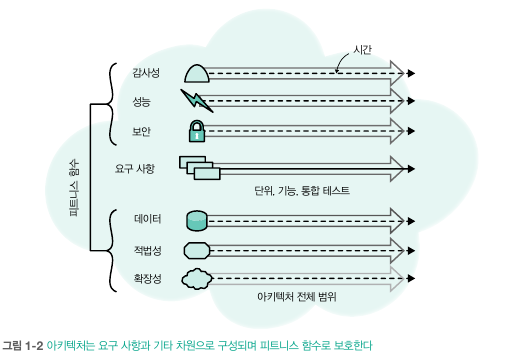 시간
감사성
성능
보안
요구 사항
단위, 기능, 통합 테스트
피트니스 함수
데이터
적법성
확장성
아키텍처 전체 범위
그림 1-2 아키텍처는 요구 사항과 기타 차원으로 구성되며 피트니스 함수로 보호한다